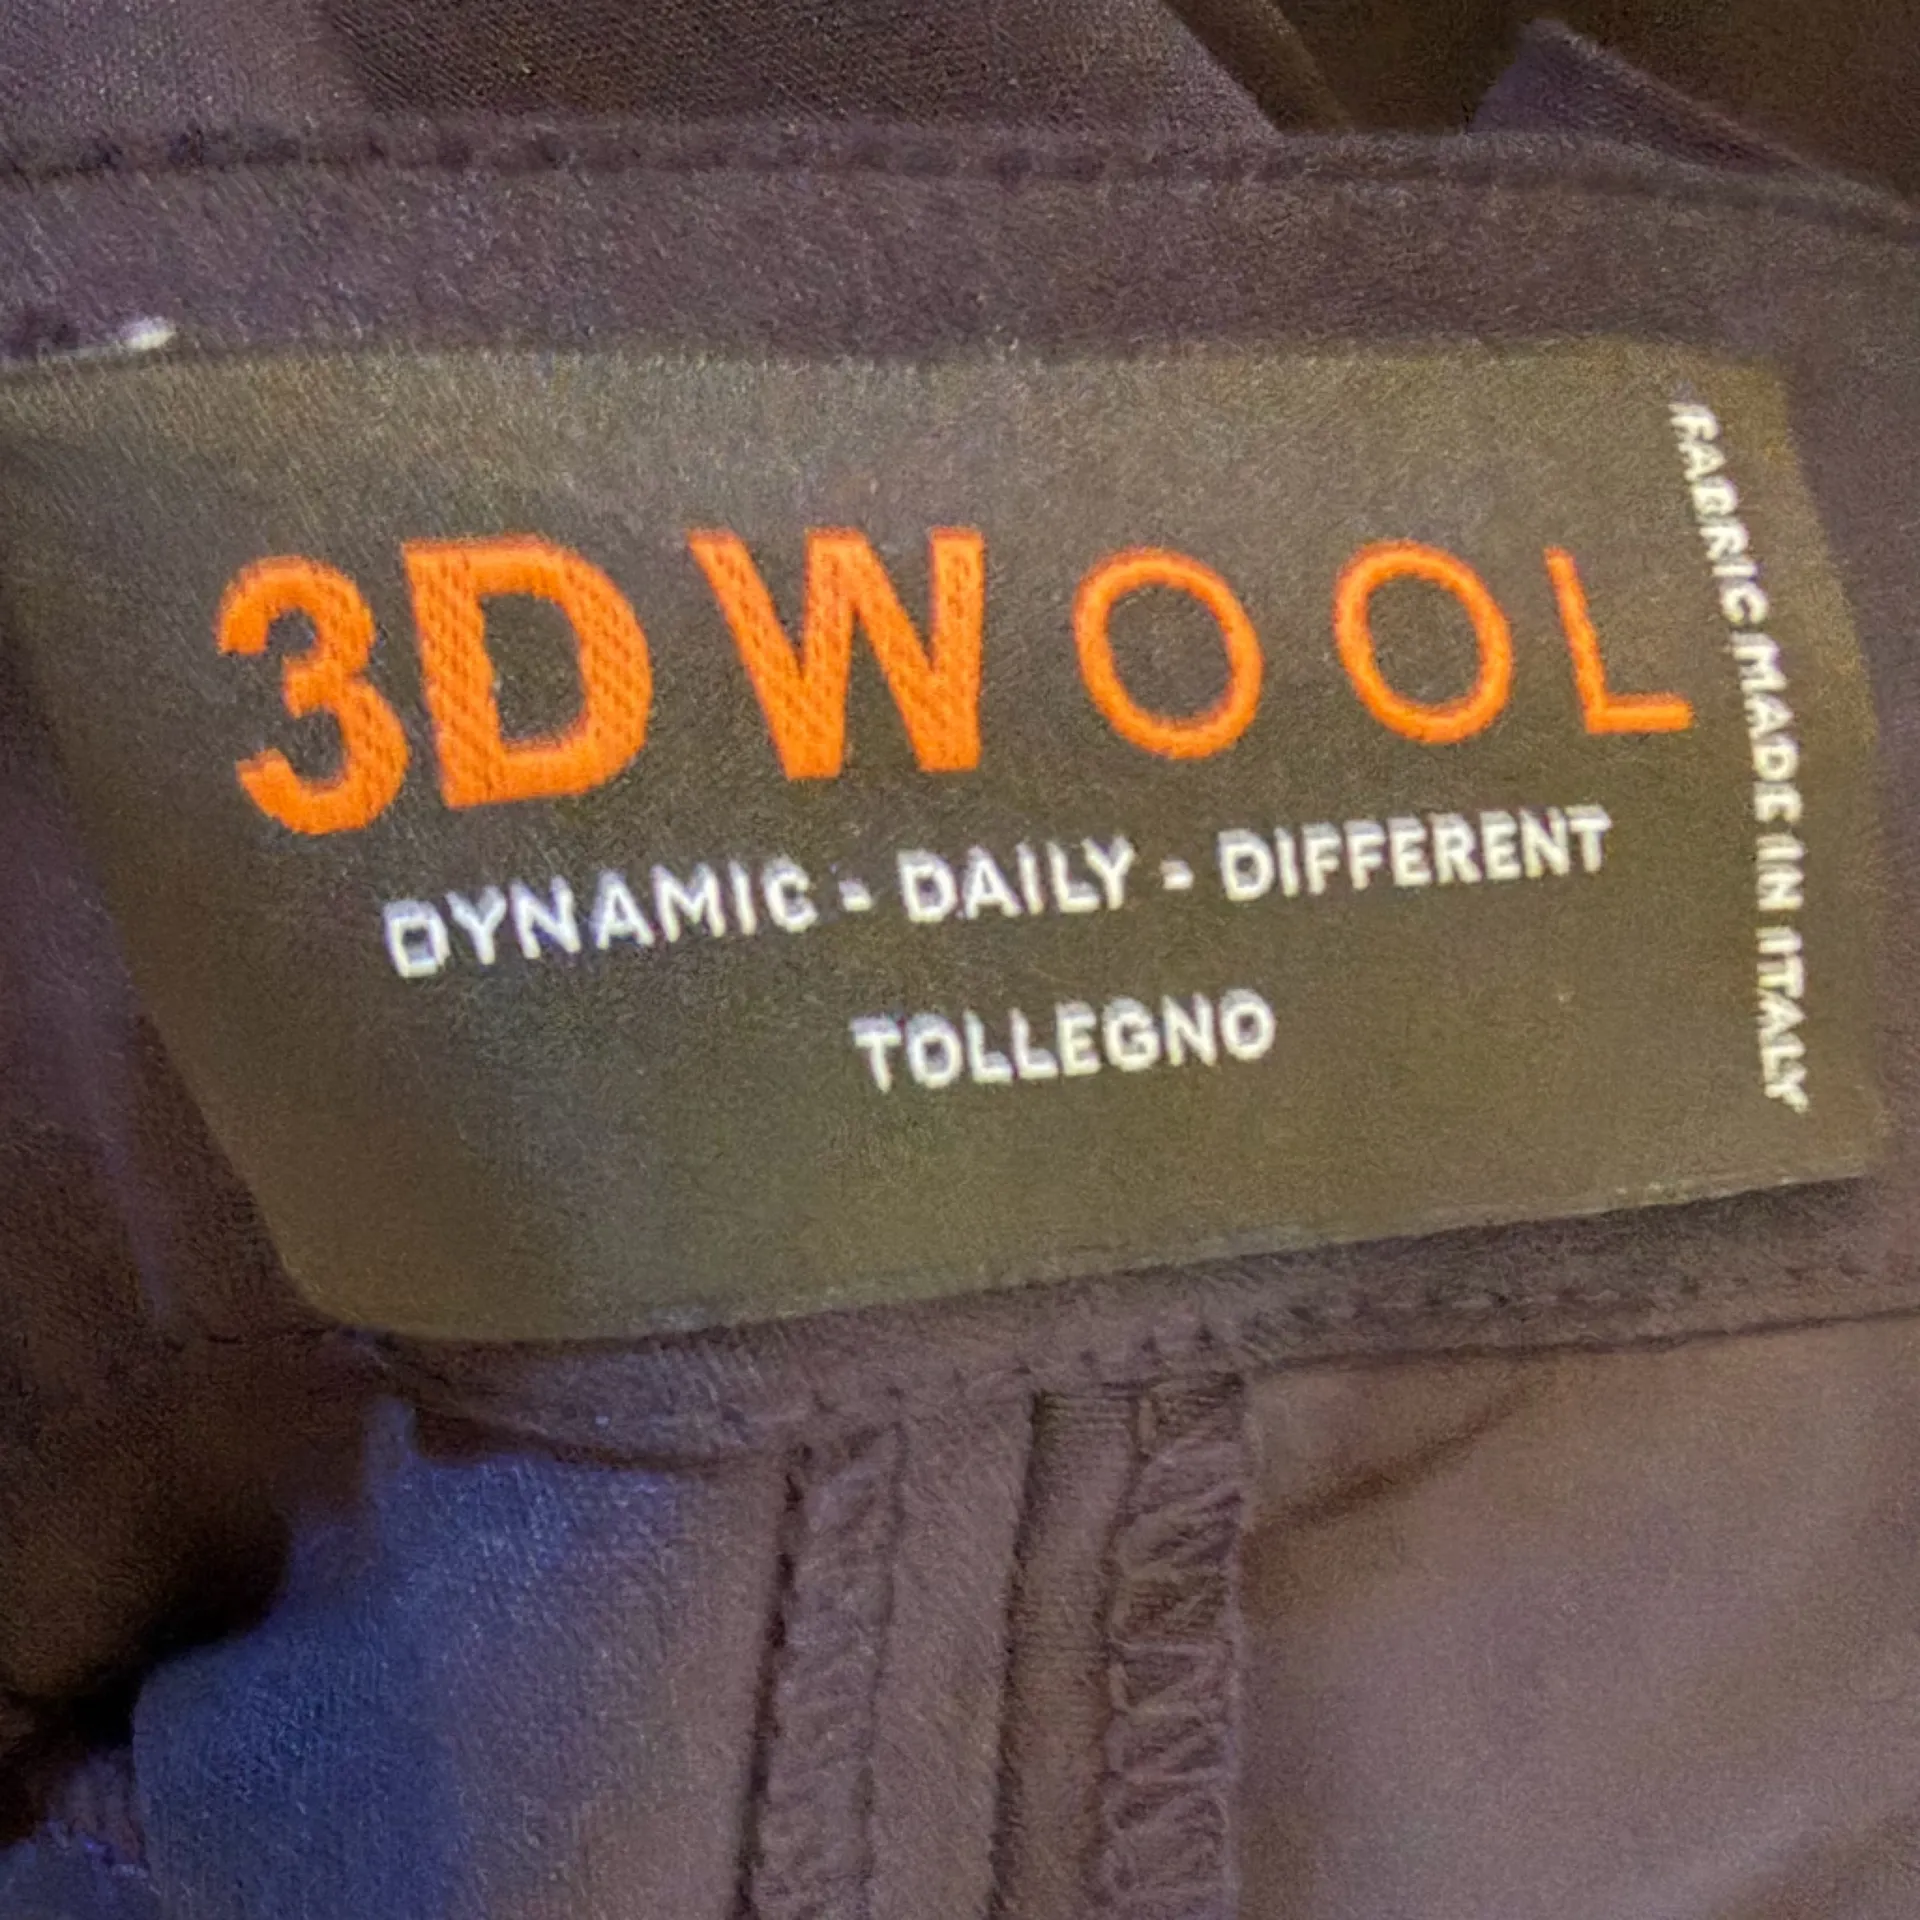 3DWOOL
DYNAMIC - DAILY - DIFFERENT
TOLLEGNO
FABRIC MADE IN ITALY